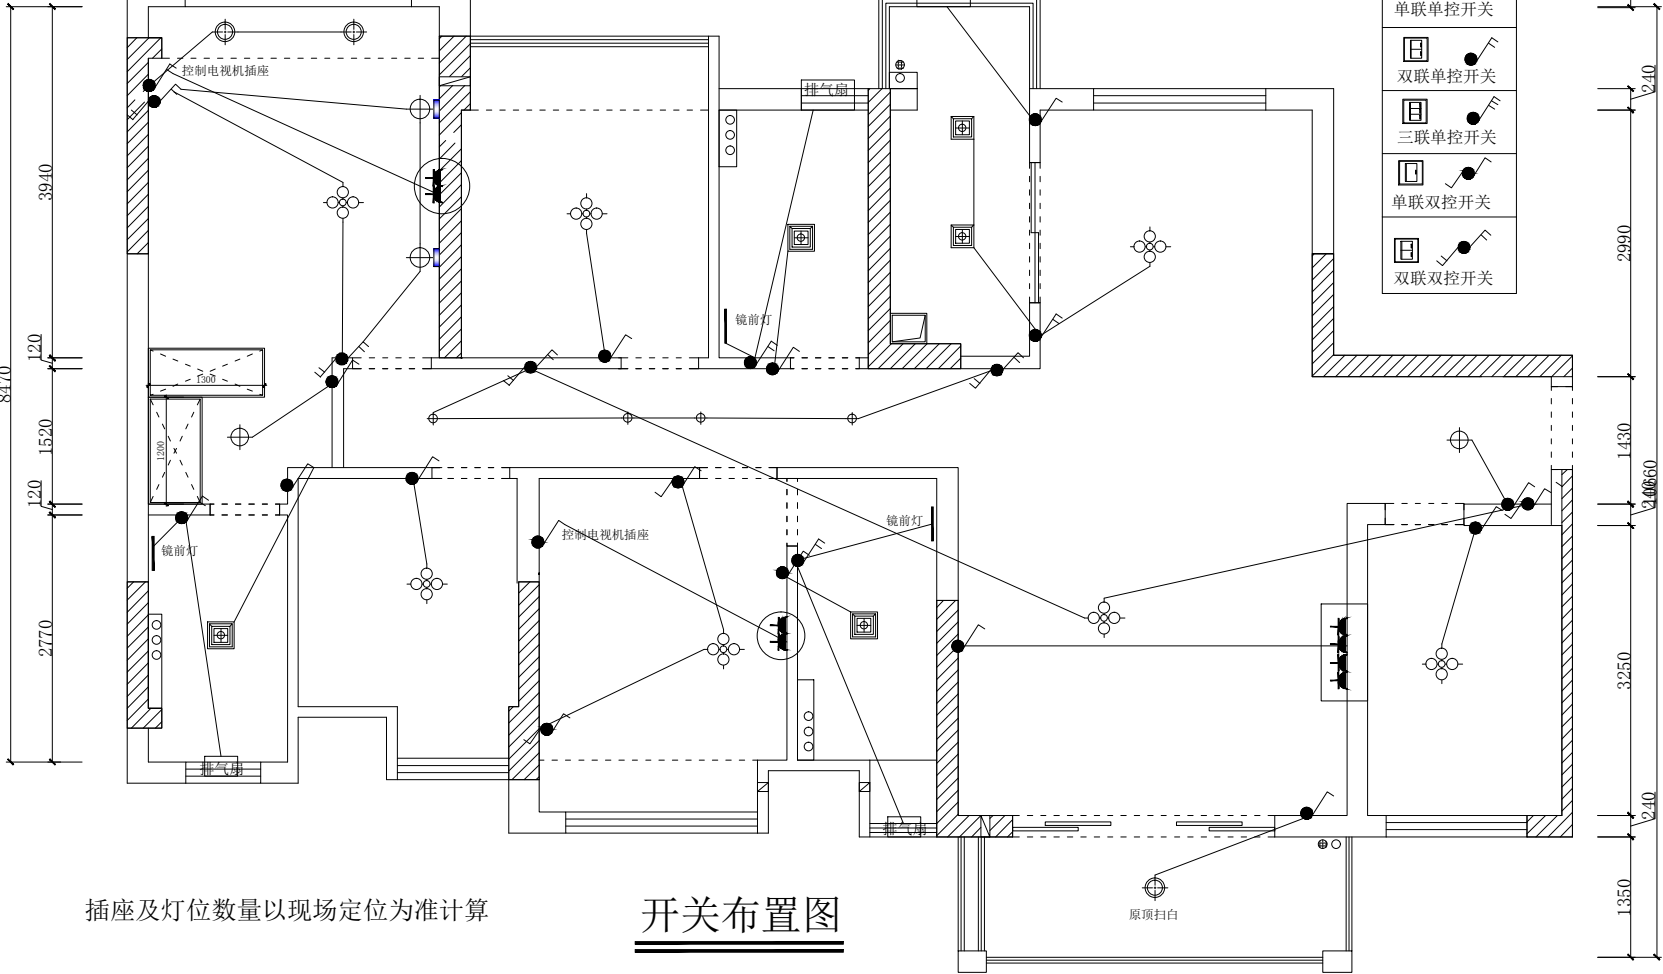 单联单控开关
双联单控开关
三联单控开关
单联双控开关
双联双控开关
控制电视机插座
排气扇
镜前灯
1300
1200
镜前灯
控制电视机插座
镜前灯
排气扇
排气扇
原顶扫白
3940
120
8470
1520
120
2770
240
2990
1430
3250
240
1350
插座及灯位数量以现场定位为准计算
开关布置图